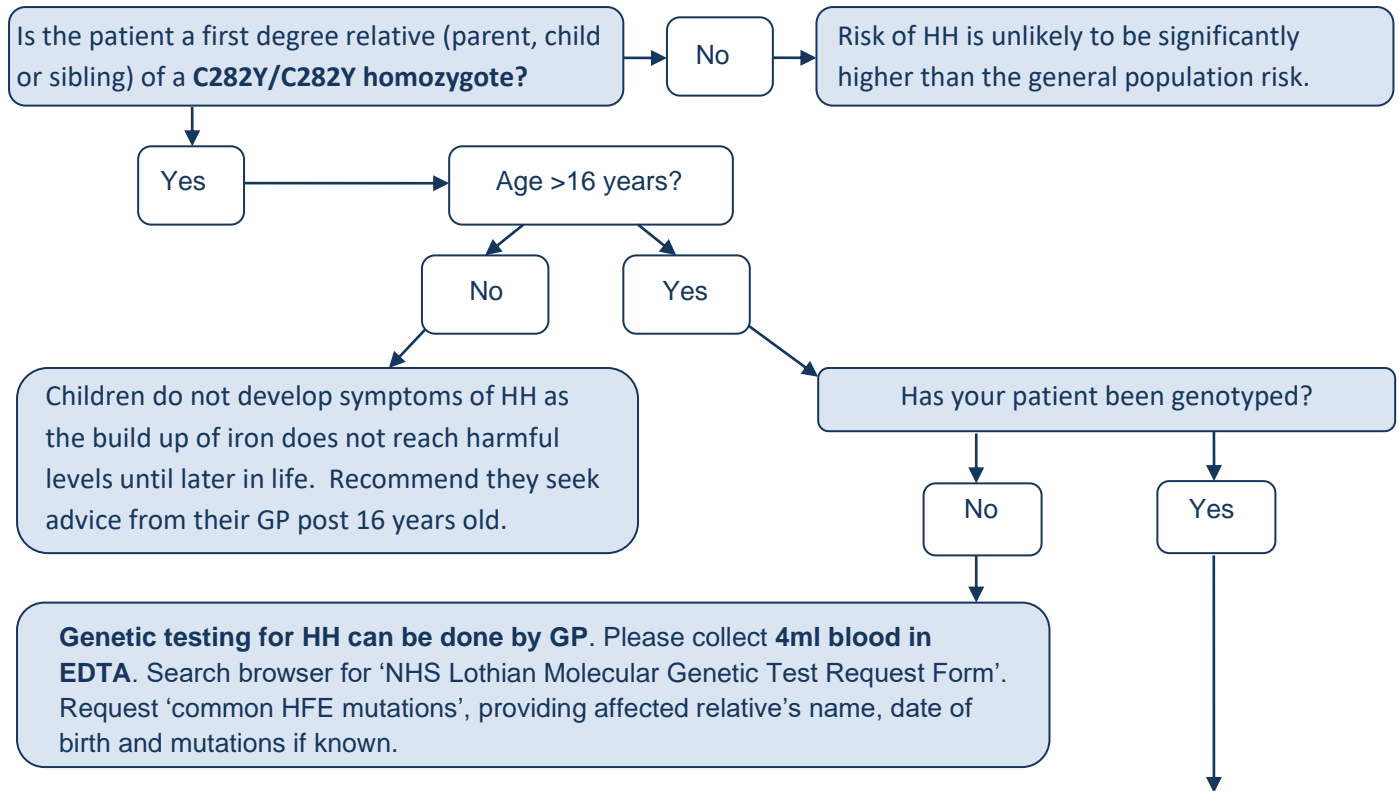 Is the patient a first degree relative (parent, child
or sibling) of a C282Y/C282Y homozygote?
No
Risk of HH is unlikely to be significantly
higher than the general population risk.
Yes
Age >16 years?
No
Yes
Children do not develop symptoms of HH as
the build up of iron does not reach harmful
levels until later in life.  Recommend they seek
advice from their GP post 16 years old.
Has your patient been genotyped?
No
Yes
Genetic testing for HH can be done by GP. Please collect 4ml blood in
EDTA. Search browser for ‘NHS Lothian Molecular Genetic Test Request Form’.
Request ‘common HFE mutations’, providing affected relative’s name, date of
birth and mutations if known.